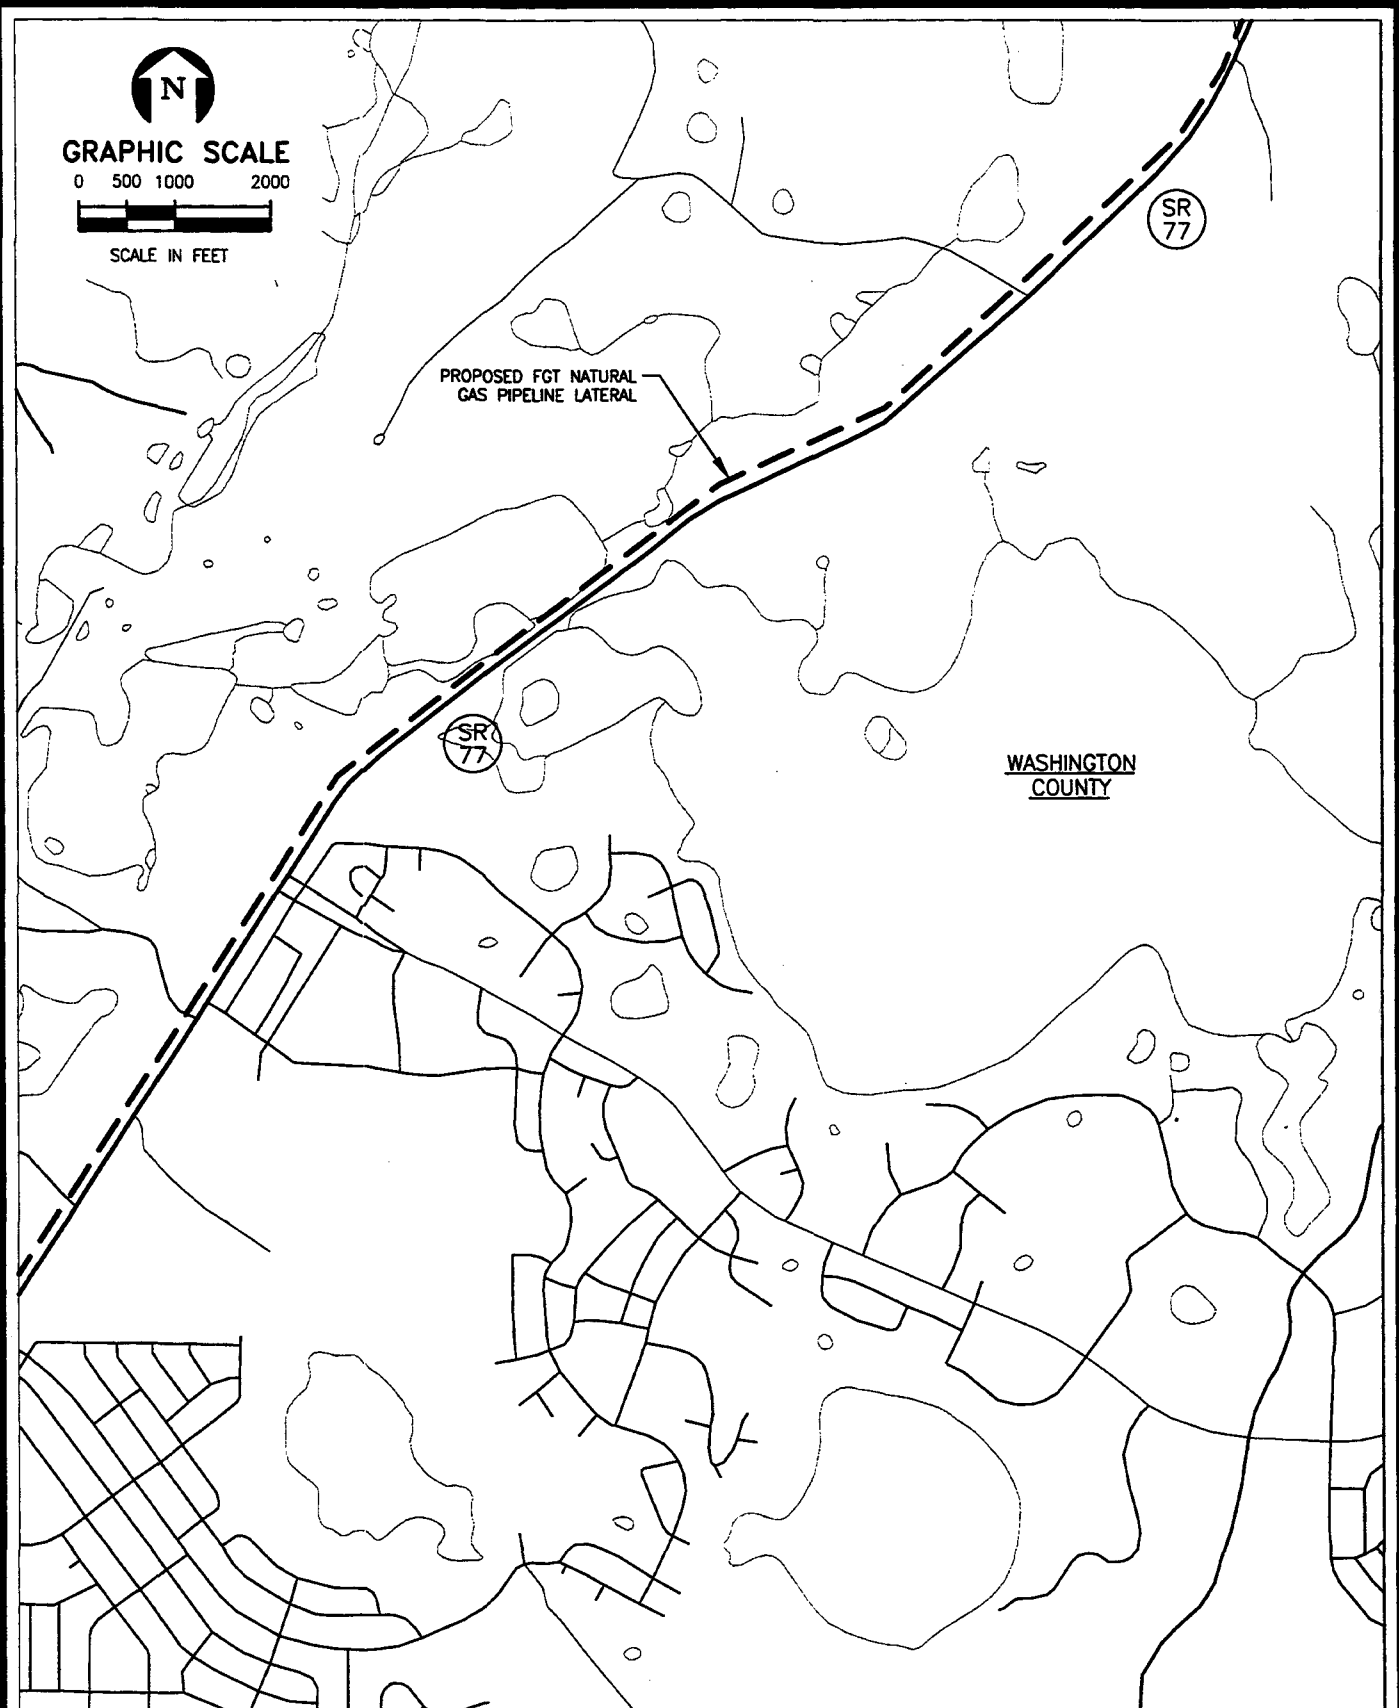 N
GRAPHIC SCALE
0 500 1000 2000
SCALE IN FEET
SR
77
PROPOSED FGT NATURAL
GAS PIPELINE LATERAL
SR
77
WASHINGTON
COUNTY